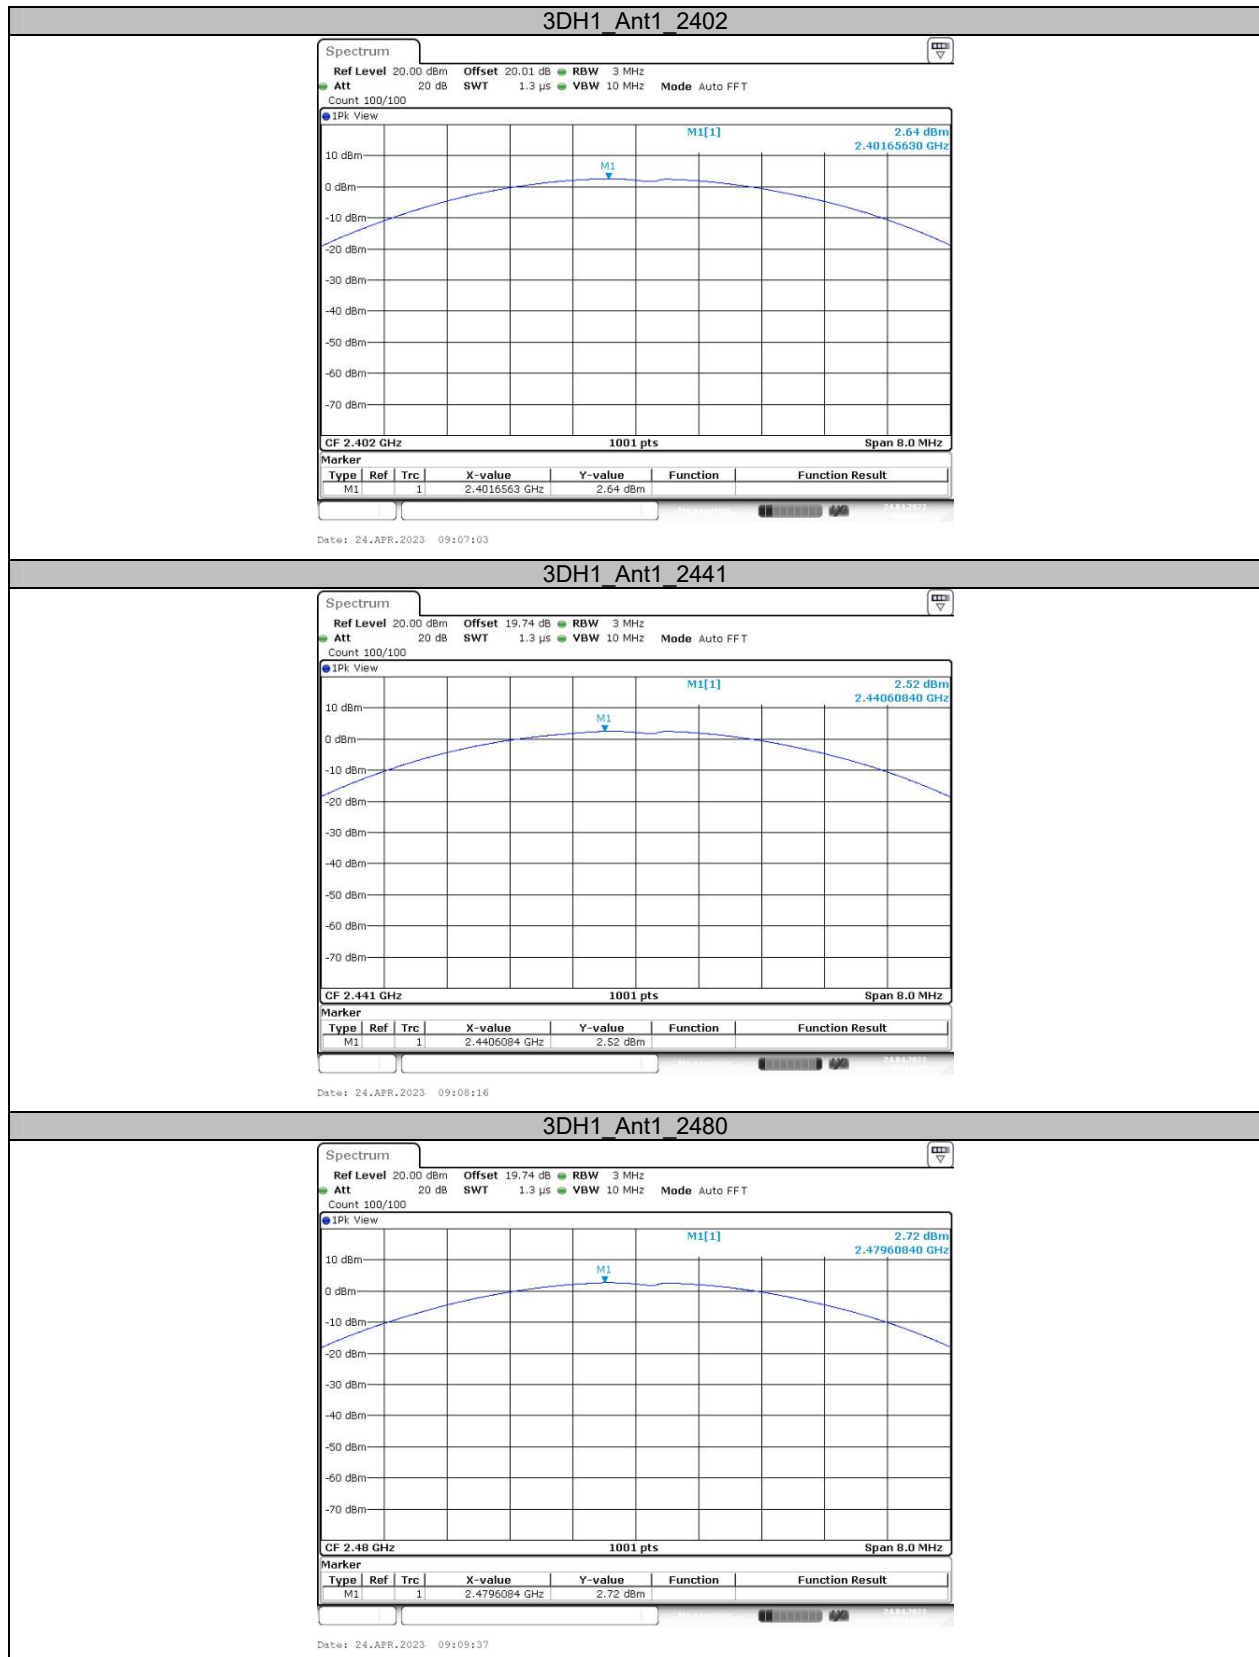 3DH1_Ant1_2402
Spectrum
Ref Level 20.00 dBm Offset 20.01 dB RBW 3 MHz
Att 20 dB SWT 1.3 µs VBW 10 MHz Mode Auto FFT
Count 100/100
1Pk View
M1[1] 2.64 dBm
2.40165630 GHz
10 dBm
M1
0 dBm
-10 dBm
-20 dBm
-30 dBm
-40 dBm
-50 dBm
-60 dBm
-70 dBm
CF 2.402 GHz 1001 pts Span 8.0 MHz
Marker
Type Ref Trc X-value Y-value Function Function Result
M1 1 2.4016563 GHz 2.64 dBm
Date: 24.APR.2023 09:07:03
3DH1_Ant1_2441
Spectrum
Ref Level 20.00 dBm Offset 19.74 dB RBW 3 MHz
Att 20 dB SWT 1.3 µs VBW 10 MHz Mode Auto FFT
Count 100/100
1Pk View
M1[1] 2.52 dBm
2.44060840 GHz
10 dBm
M1
0 dBm
-10 dBm
-20 dBm
-30 dBm
-40 dBm
-50 dBm
-60 dBm
-70 dBm
CF 2.441 GHz 1001 pts Span 8.0 MHz
Marker
Type Ref Trc X-value Y-value Function Function Result
M1 1 2.4406084 GHz 2.52 dBm
Date: 24.APR.2023 09:08:16
3DH1_Ant1_2480
Spectrum
Ref Level 20.00 dBm Offset 19.74 dB RBW 3 MHz
Att 20 dB SWT 1.3 µs VBW 10 MHz Mode Auto FFT
Count 100/100
1Pk View
M1[1] 2.72 dBm
2.47960840 GHz
10 dBm
M1
0 dBm
-10 dBm
-20 dBm
-30 dBm
-40 dBm
-50 dBm
-60 dBm
-70 dBm
CF 2.48 GHz 1001 pts Span 8.0 MHz
Marker
Type Ref Trc X-value Y-value Function Function Result
M1 1 2.4796084 GHz 2.72 dBm
Date: 24.APR.2023 09:09:37